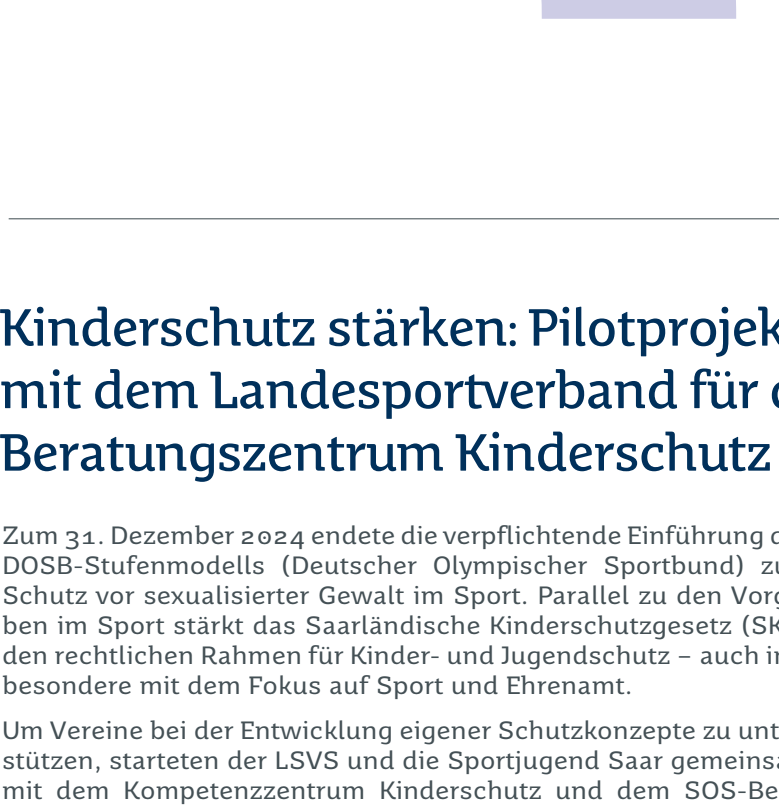 Kinderschutz stärken: Pilotprojek
mit dem Landesportverband für d
Beratungszentrum Kinderschutz
Zum 31. Dezember 2024 endete die verpflichtende Einführung d
DOSB-Stufenmodells (Deutscher Olympischer Sportbund) zu
Schutz vor sexualisierter Gewalt im Sport. Parallel zu den Vorg
ben im Sport stärkt das Saarländische Kinderschutzgesetz (SK
den rechtlichen Rahmen für Kinder- und Jugendschutz – auch in
besondere mit dem Fokus auf Sport und Ehrenamt.
Um Vereine bei der Entwicklung eigener Schutzkonzepte zu unt
stützen, starteten der LSVS und die Sportjugend Saar gemeinsa
mit dem Kompetenzzentrum Kinderschutz und dem SOS-Be